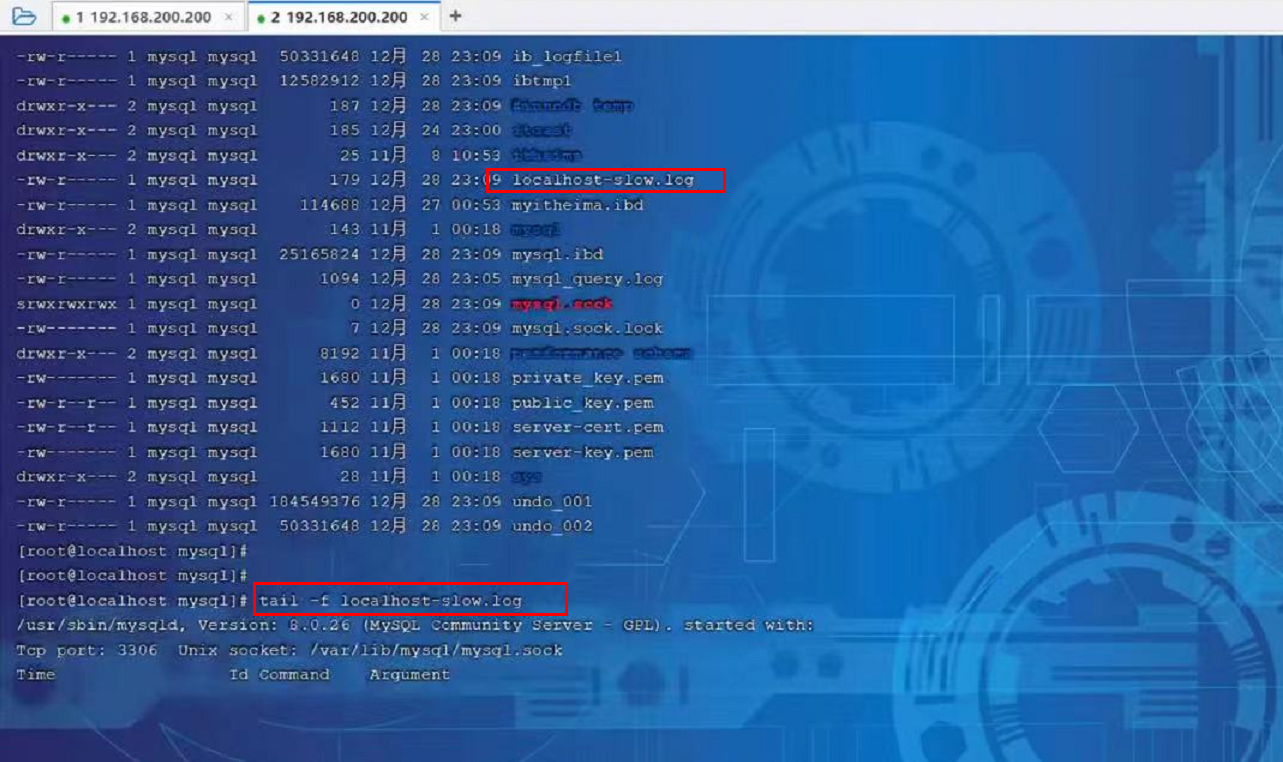 1 192.168.200.200 × 2 192.168.200.200 × +
-rw-r----- 1 mysql mysql 50331648 12月 28 23:09 ib_logfile1
-rw-r----- 1 mysql mysql 12582912 12月 28 23:09 ibtmp1
drwxr-x--- 2 mysql mysql 187 12月 28 23:09 #innodb_temp
drwxr-x--- 2 mysql mysql 185 12月 24 23:00 itcast
drwxr-x--- 2 mysql mysql 25 11月 8 10:53 itheima
-rw-r----- 1 mysql mysql 179 12月 28 23:09 localhost-slow.log
-rw-r----- 1 mysql mysql 114688 12月 27 00:53 myitheima.ibd
drwxr-x--- 2 mysql mysql 143 11月 1 00:18 mysql
-rw-r----- 1 mysql mysql 25165824 12月 28 23:09 mysql.ibd
-rw-r----- 1 mysql mysql 1094 12月 28 23:05 mysql_query.log
srwxrwxrwx 1 mysql mysql 0 12月 28 23:09 mysql.sock
-rw------- 1 mysql mysql 7 12月 28 23:09 mysql.sock.lock
drwxr-x--- 2 mysql mysql 8192 11月 1 00:18 performance_schema
-rw------- 1 mysql mysql 1680 11月 1 00:18 private_key.pem
-rw-r--r-- 1 mysql mysql 452 11月 1 00:18 public_key.pem
-rw-r--r-- 1 mysql mysql 1112 11月 1 00:18 server-cert.pem
-rw------- 1 mysql mysql 1680 11月 1 00:18 server-key.pem
drwxr-x--- 2 mysql mysql 28 11月 1 00:18 sys
-rw-r----- 1 mysql mysql 184549376 12月 28 23:09 undo_001
-rw-r----- 1 mysql mysql 50331648 12月 28 23:09 undo_002
[root@localhost mysql]#
[root@localhost mysql]#
[root@localhost mysql]# tail -f localhost-slow.log
/usr/sbin/mysqld, Version: 8.0.26 (MySQL Community Server - GPL). started with:
Tcp port: 3306 Unix socket: /var/lib/mysql/mysql.sock
Time Id Command Argument